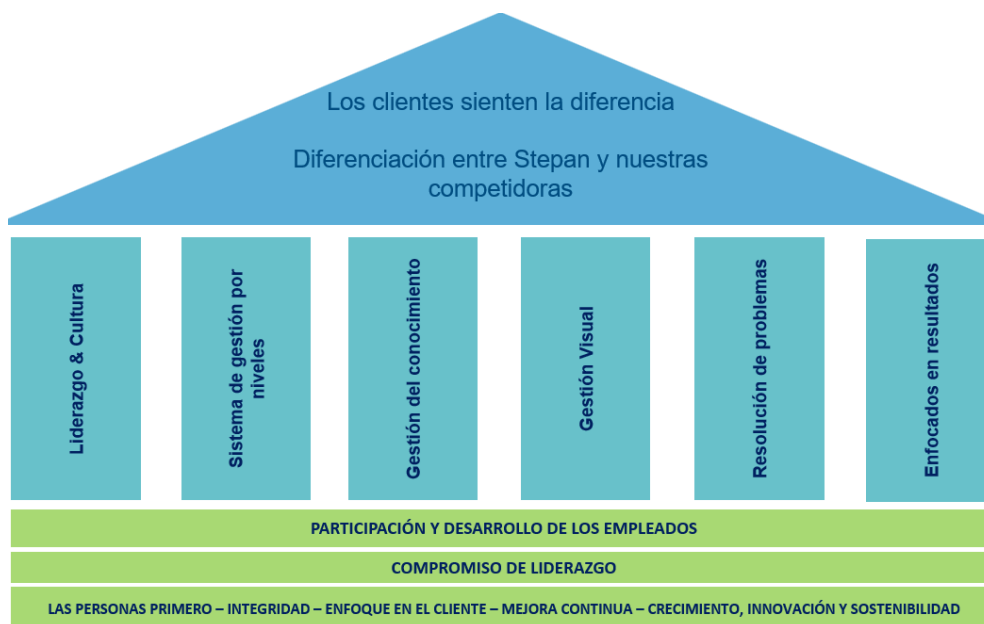 Los clientes sienten la diferencia
Diferenciación entre Stepan y nuestras
competidoras
Liderazgo & Cultura
Sistema de gestión por
niveles
Gestión del conocimiento
Gestión Visual
Resolución de problemas
Enfocados en resultados
PARTICIPACIÓN Y DESARROLLO DE LOS EMPLEADOS
COMPROMISO DE LIDERAZGO
LAS PERSONAS PRIMERO – INTEGRIDAD – ENFOQUE EN EL CLIENTE – MEJORA CONTINUA – CRECIMIENTO, INNOVACIÓN Y SOSTENIBILIDAD